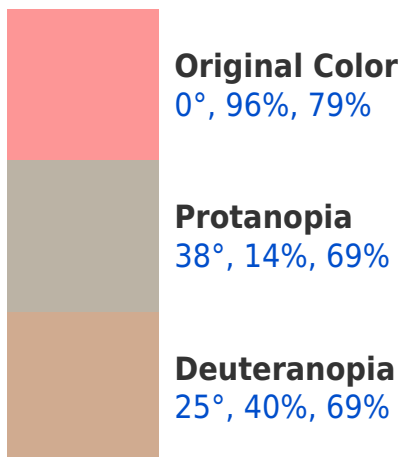 Original Color
0°, 96%, 79%
Protanopia
38°, 14%, 69%
Deuteranopia
25°, 40%, 69%